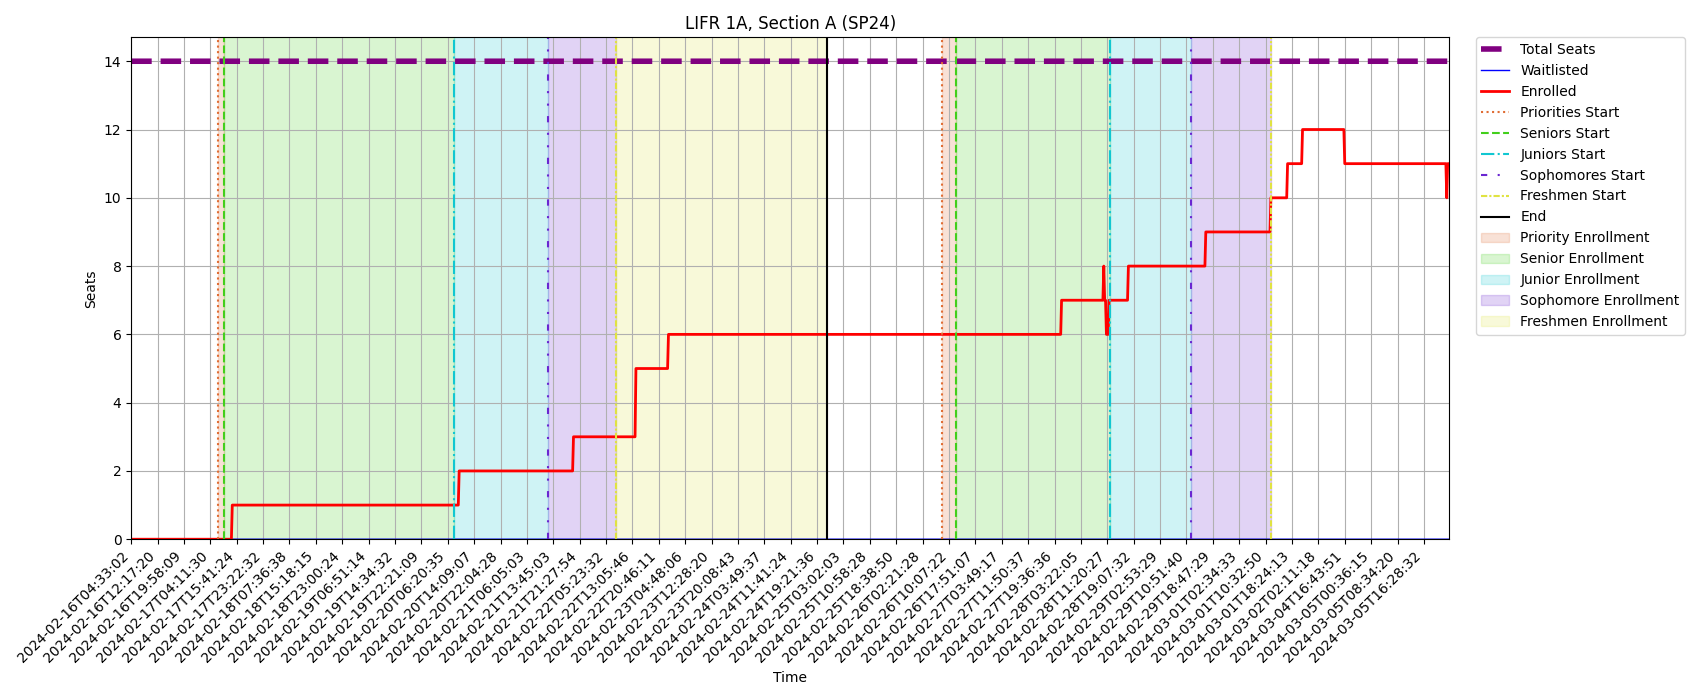 LIFR 1A, Section A (SP24)
Seats
14
12
10
8
6
4
2
0
2024-02-16T04:33:02
2024-02-16T12:17:20
2024-02-16T19:58:09
2024-02-17T04:11:30
2024-02-17T15:41:24
2024-02-17T23:22:32
2024-02-18T07:36:38
2024-02-18T15:18:15
2024-02-18T23:00:24
2024-02-19T06:51:14
2024-02-19T14:34:32
2024-02-19T22:21:09
2024-02-20T06:20:35
2024-02-20T14:09:07
2024-02-20T22:04:28
2024-02-21T06:05:03
2024-02-21T13:45:03
2024-02-21T21:27:54
2024-02-22T05:23:32
2024-02-22T13:05:46
2024-02-22T20:46:11
2024-02-23T04:48:06
2024-02-23T12:28:20
2024-02-23T20:08:43
2024-02-24T03:49:37
2024-02-24T11:41:24
2024-02-24T19:21:36
2024-02-25T03:02:03
2024-02-25T10:58:28
2024-02-25T18:38:50
2024-02-26T02:21:28
2024-02-26T10:07:22
2024-02-26T17:51:07
2024-02-27T03:49:17
2024-02-27T11:50:37
2024-02-27T19:36:36
2024-02-28T03:22:05
2024-02-28T11:20:27
2024-02-28T19:07:32
2024-02-29T02:53:29
2024-02-29T10:51:40
2024-02-29T18:47:29
2024-03-01T02:34:33
2024-03-01T10:32:50
2024-03-01T18:24:13
2024-03-02T02:11:18
2024-03-04T16:43:51
2024-03-05T00:36:15
2024-03-05T08:34:20
2024-03-05T16:28:32
Time
Total Seats
Waitlisted
Enrolled
Priorities Start
Seniors Start
Juniors Start
Sophomores Start
Freshmen Start
End
Priority Enrollment
Senior Enrollment
Junior Enrollment
Sophomore Enrollment
Freshmen Enrollment